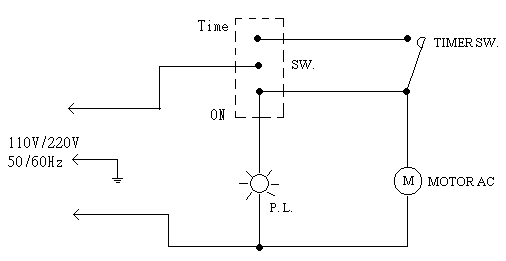 Time
TIMER SW.
SW.
ON
110V/220V
50/60Hz
M
MOTOR AC
P.L.